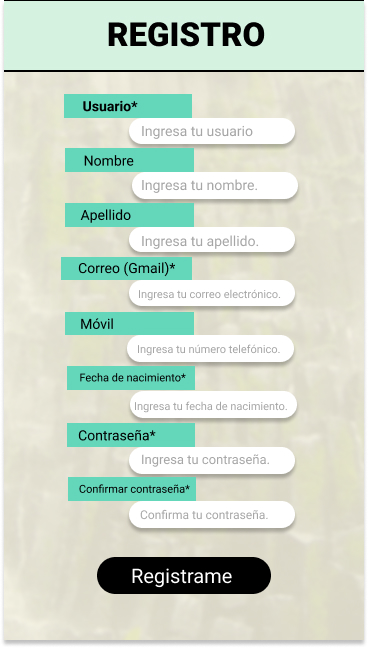 REGISTRO
Usuario*
Ingresa tu usuario
Nombre
Ingresa tu nombre.
Apellido
Ingresa tu apellido.
Correo (Gmail)*
Ingresa tu correo electrónico.
Móvil
Ingresa tu número telefónico.
Fecha de nacimiento*
Ingresa tu fecha de nacimiento.
Contraseña*
Ingresa tu contraseña.
Confirmar contraseña*
Confirma tu contraseña.
Registrame